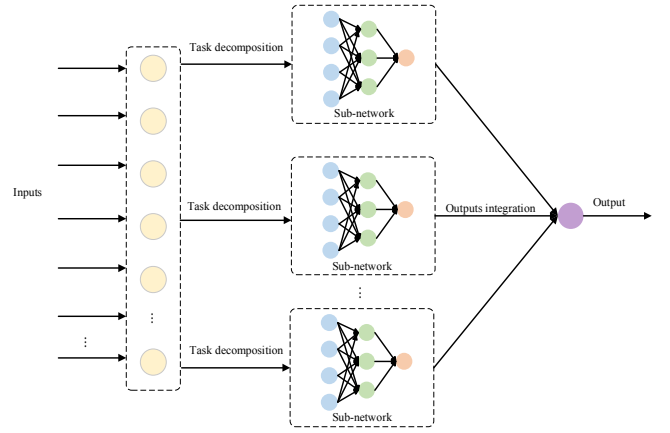 Task decomposition
Sub-network
Inputs
Task decomposition
Outputs integration
Output
Sub-network
...
...
...
Task decomposition
Sub-network